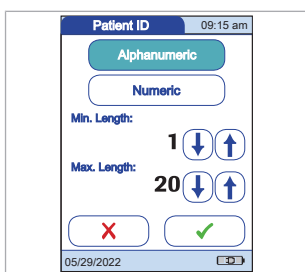 Patient ID 09:15 am
Alphanumeric
Numeric
Min. Length:
1
Max. Length:
20
05/29/2022